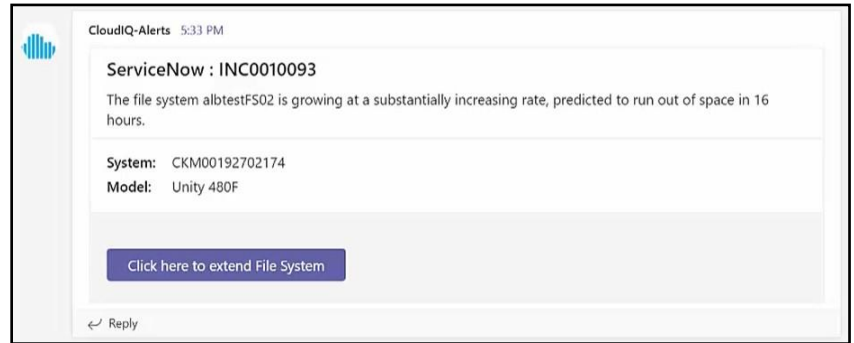 CloudIQ-Alerts 5:33 PM
ServiceNow : INC0010093
The file system albtestFS02 is growing at a substantially increasing rate, predicted to run out of space in 16
hours.
System: CKM00192702174
Model: Unity 480F
Click here to extend File System
Reply